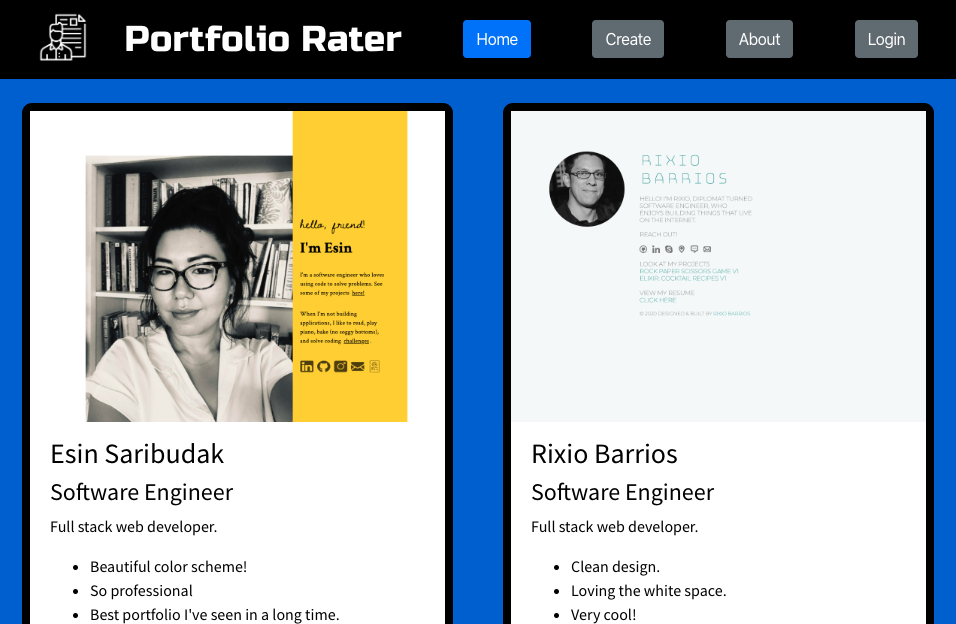 Portfolio Rater
Home
Create
About
Login
hello, friend!
I'm Esin
I'm a software engineer who loves
using code to solve problems. See
some of my projects here!
When I'm not building
applications, I like to read, play
piano, bake (no soggy bottoms),
and solve coding challenges.
Esin Saribudak
Software Engineer
Full stack web developer.
Beautiful color scheme!
So professional
Best portfolio I've seen in a long time.
RIXIO
BARRIOS
HELLO! I'M RIXIO, DIPLOMAT TURNED
SOFTWARE ENGINEER, WHO
ENJOYS BUILDING THINGS THAT LIVE
ON THE INTERNET.
REACH OUT!
LOOK AT MY PROJECTS
ROCK PAPER SCISSORS GAME V1
ELIXIR: COCKTAIL RECIPES V1
VIEW MY RESUME
CLICK HERE
© 2020 DESIGNED & BUILT BY RIXIO BARRIOS
Rixio Barrios
Software Engineer
Full stack web developer.
Clean design.
Loving the white space.
Very cool!